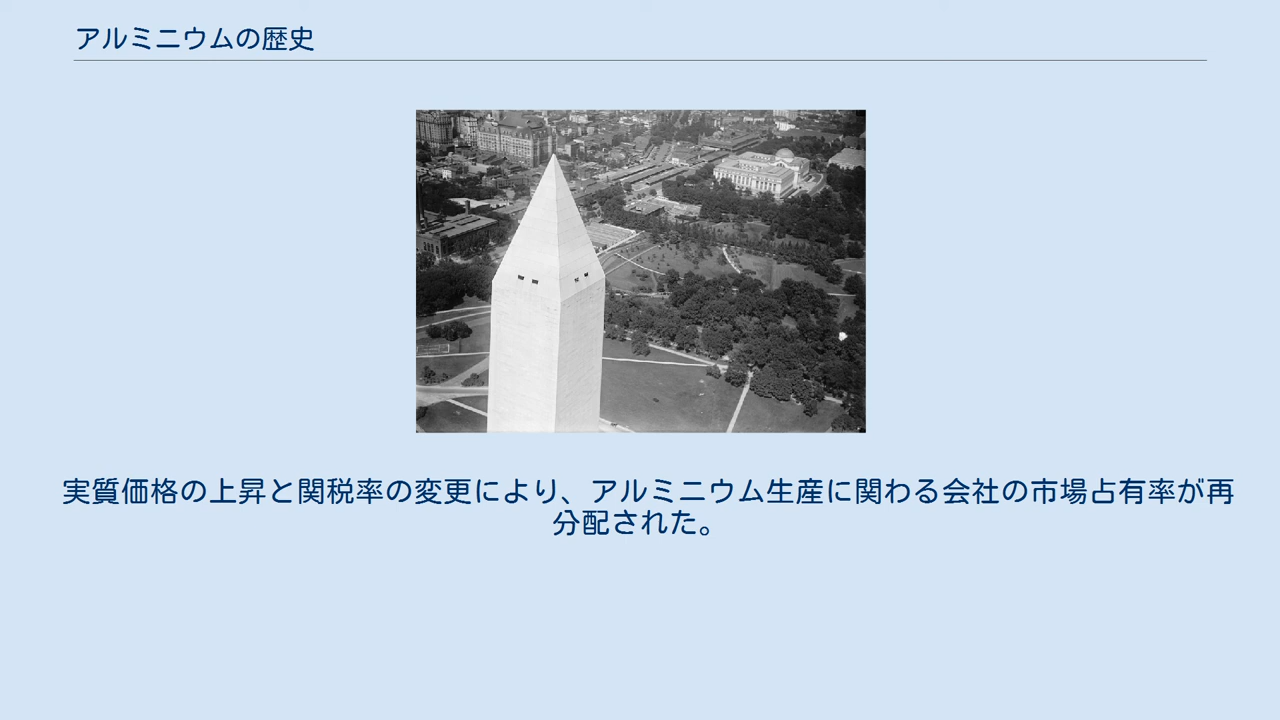 アルミニウムの歴史
実質価格の上昇と関税率の変更により、アルミニウム生産に関わる会社の市場占有率が再
分配された。